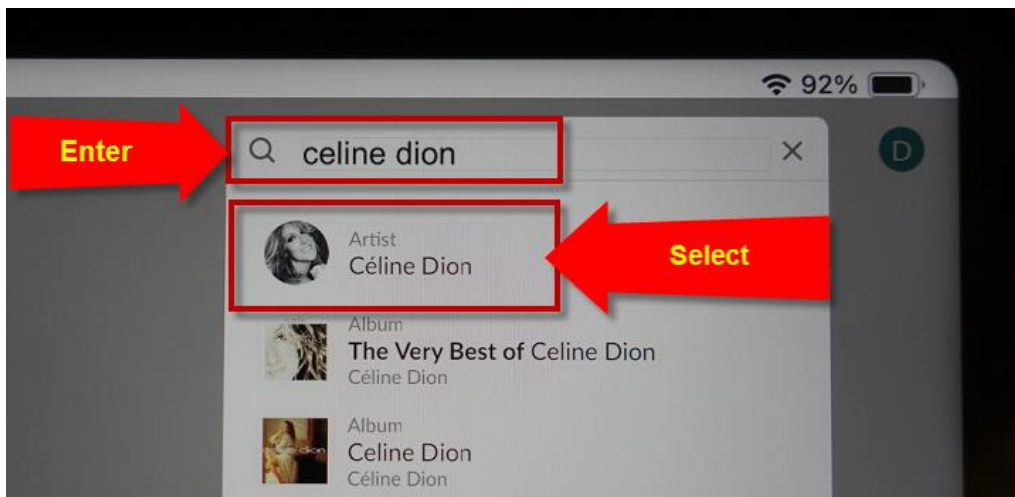 92%
Enter
celine dion
D
Artist
Céline Dion
Select
Album
The Very Best of Celine Dion
Céline Dion
Album
Celine Dion
Céline Dion